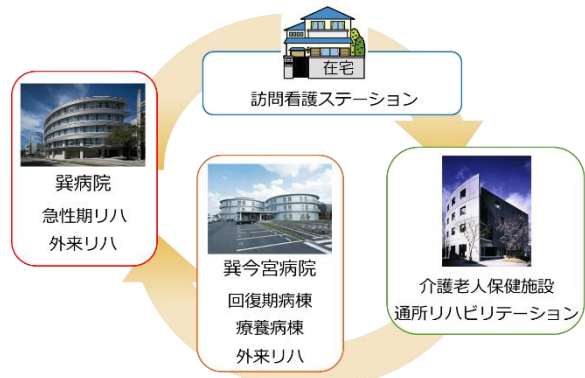 在宅
訪問看護ステーション
巽病院
急性期リハ
外来リハ
巽今宮病院
回復期病棟
療養病棟
外来リハ
介護老人保健施設
通所リハビリテーション